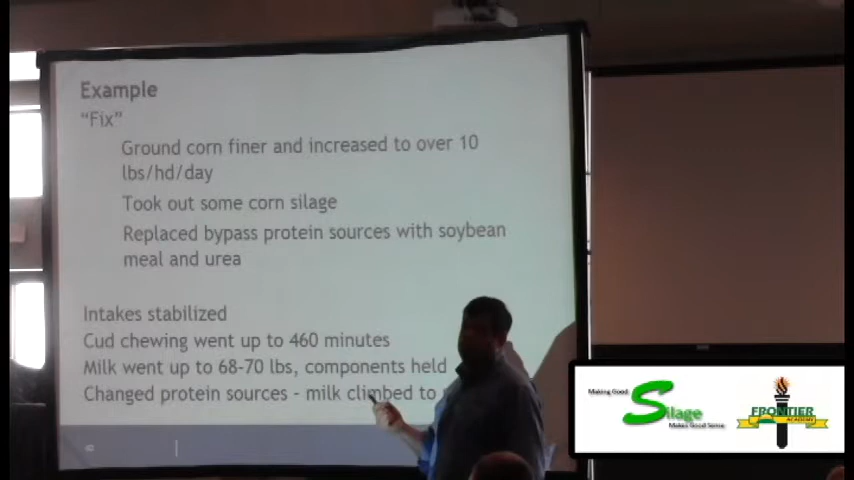 Example
“Fix”
Ground corn finer and increased to over 10
lbs/hd/day
Took out some corn silage
Replaced bypass protein sources with soybean
meal and urea
Intakes stabilized
Cud chewing went up to 460 minutes
Milk went up to 68-70 lbs, components held
Changed protein sources - milk climbed to
Making Good
Silage
Makes Good Sense
FRONTIER
ACADEMY